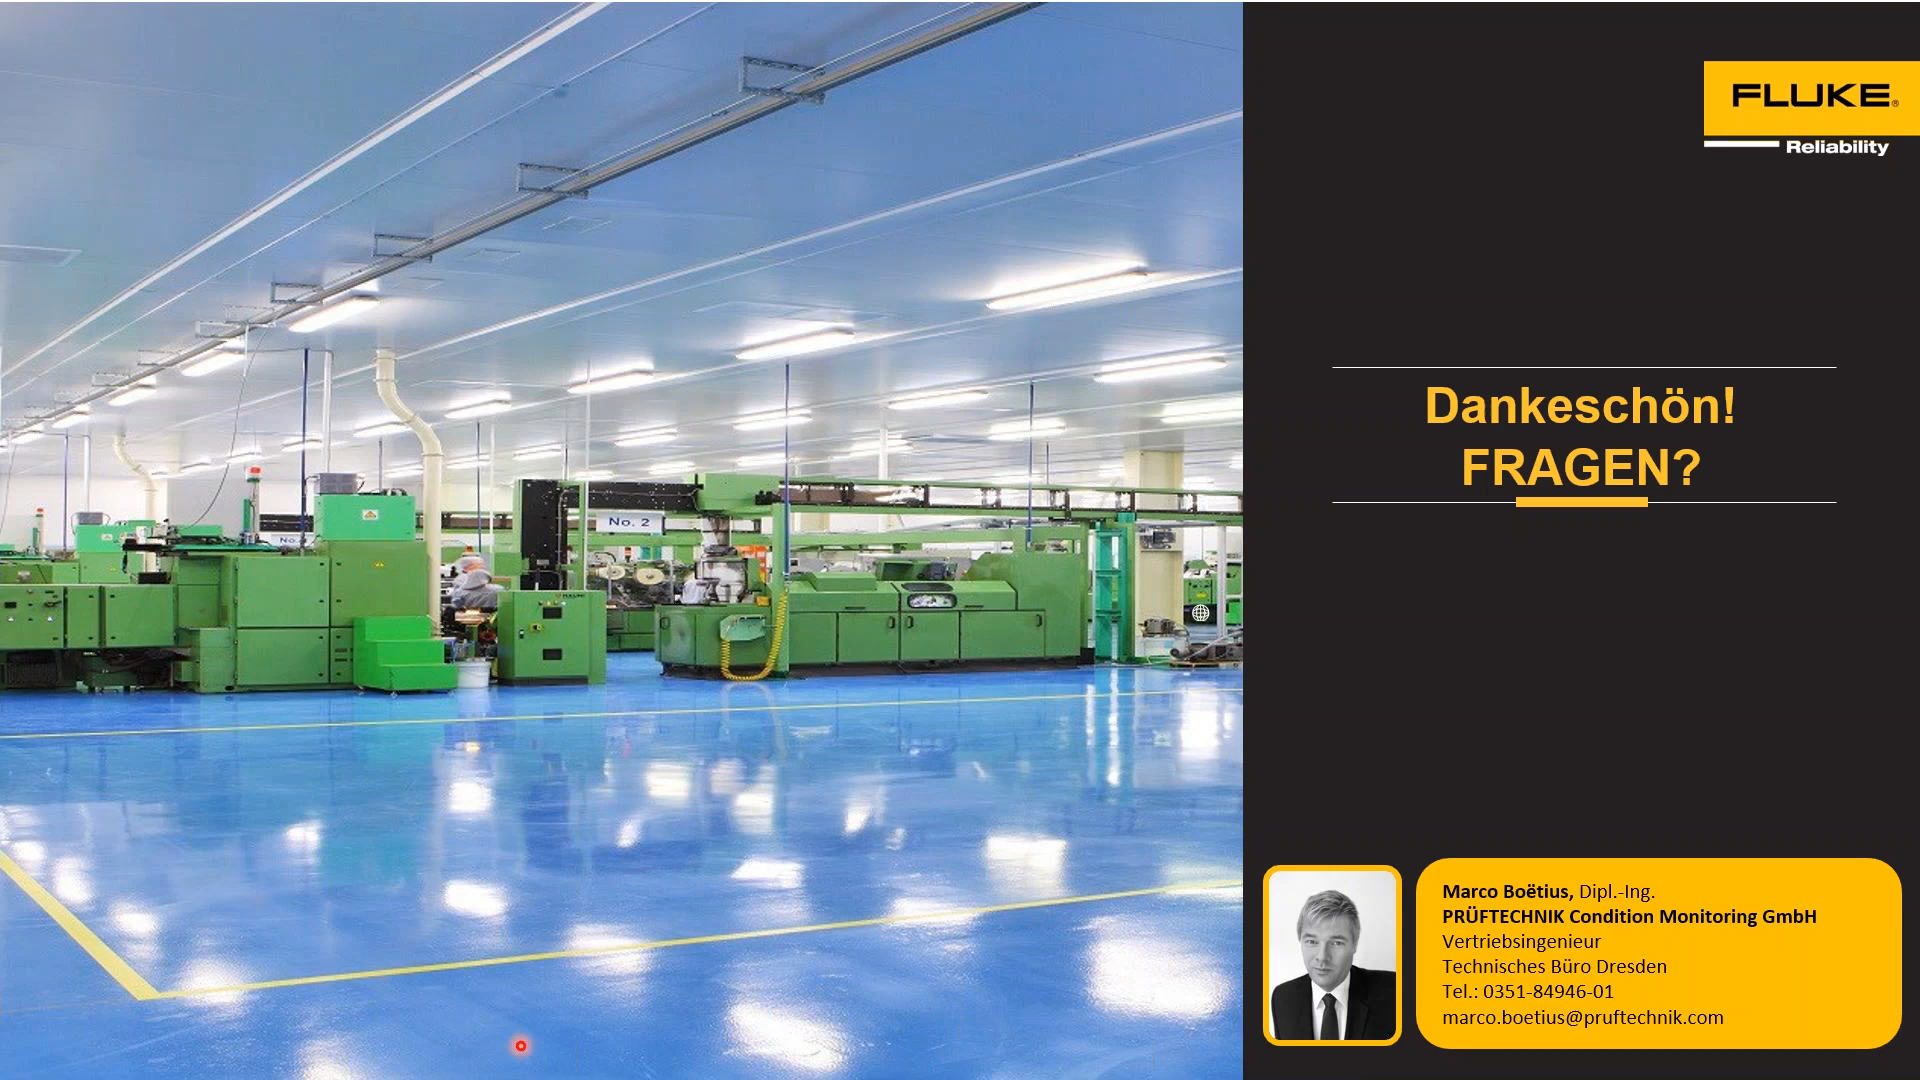 FLUKE®
Reliability
Dankeschön!
FRAGEN?
No. 2
No.
Marco Boëtius, Dipl.-Ing.
PRÜFTECHNIK Condition Monitoring GmbH
Vertriebsingenieur
Technisches Büro Dresden
Tel.: 0351-84946-01
marco.boetius@pruftechnik.com